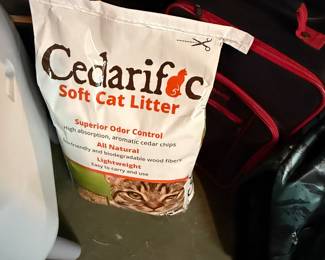 Cedarific
Soft Cat Litter
Superior Odor Control
High absorption, aromatic cedar chips
All Natural
friendly and biodegradable wood fibers
Lightweight
Easy to carry and use